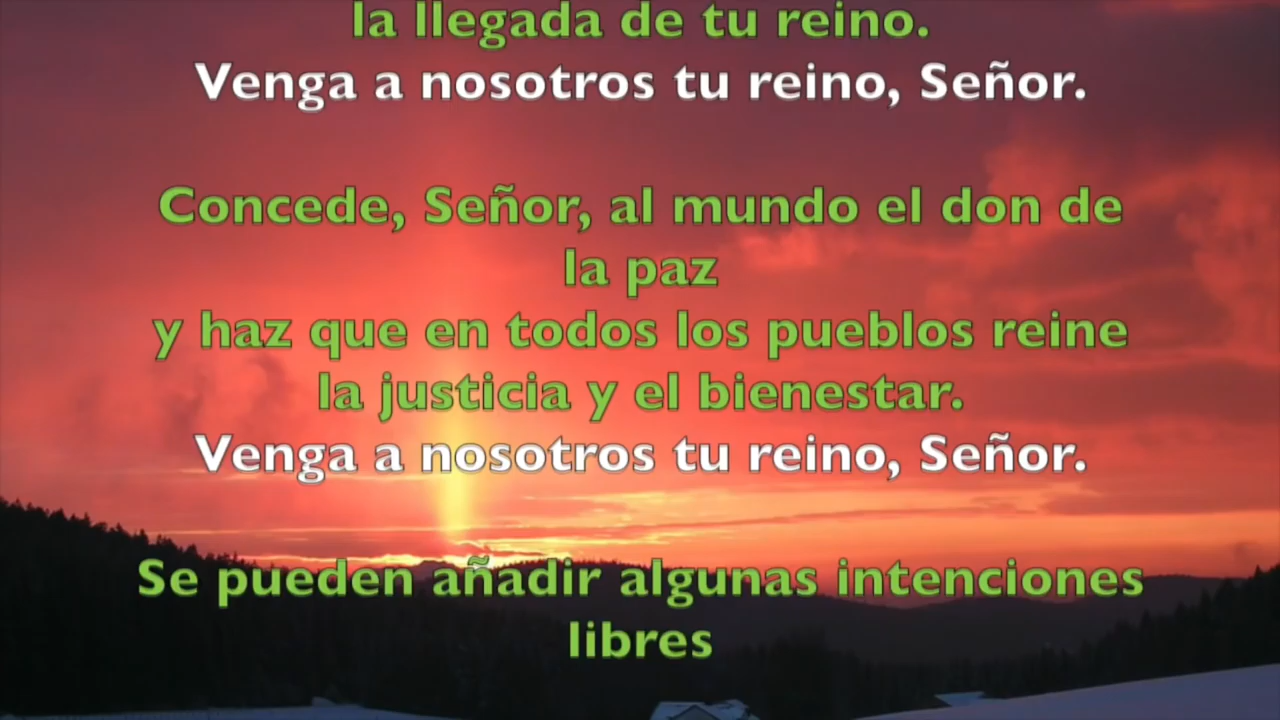 la llegada de tu reino.
Venga a nosotros tu reino, Señor.
Concede, Señor, al mundo el don de
la paz
y haz que en todos los pueblos reine
la justicia y el bienestar.
Venga a nosotros tu reino, Señor.
Se pueden añadir algunas intenciones
libres